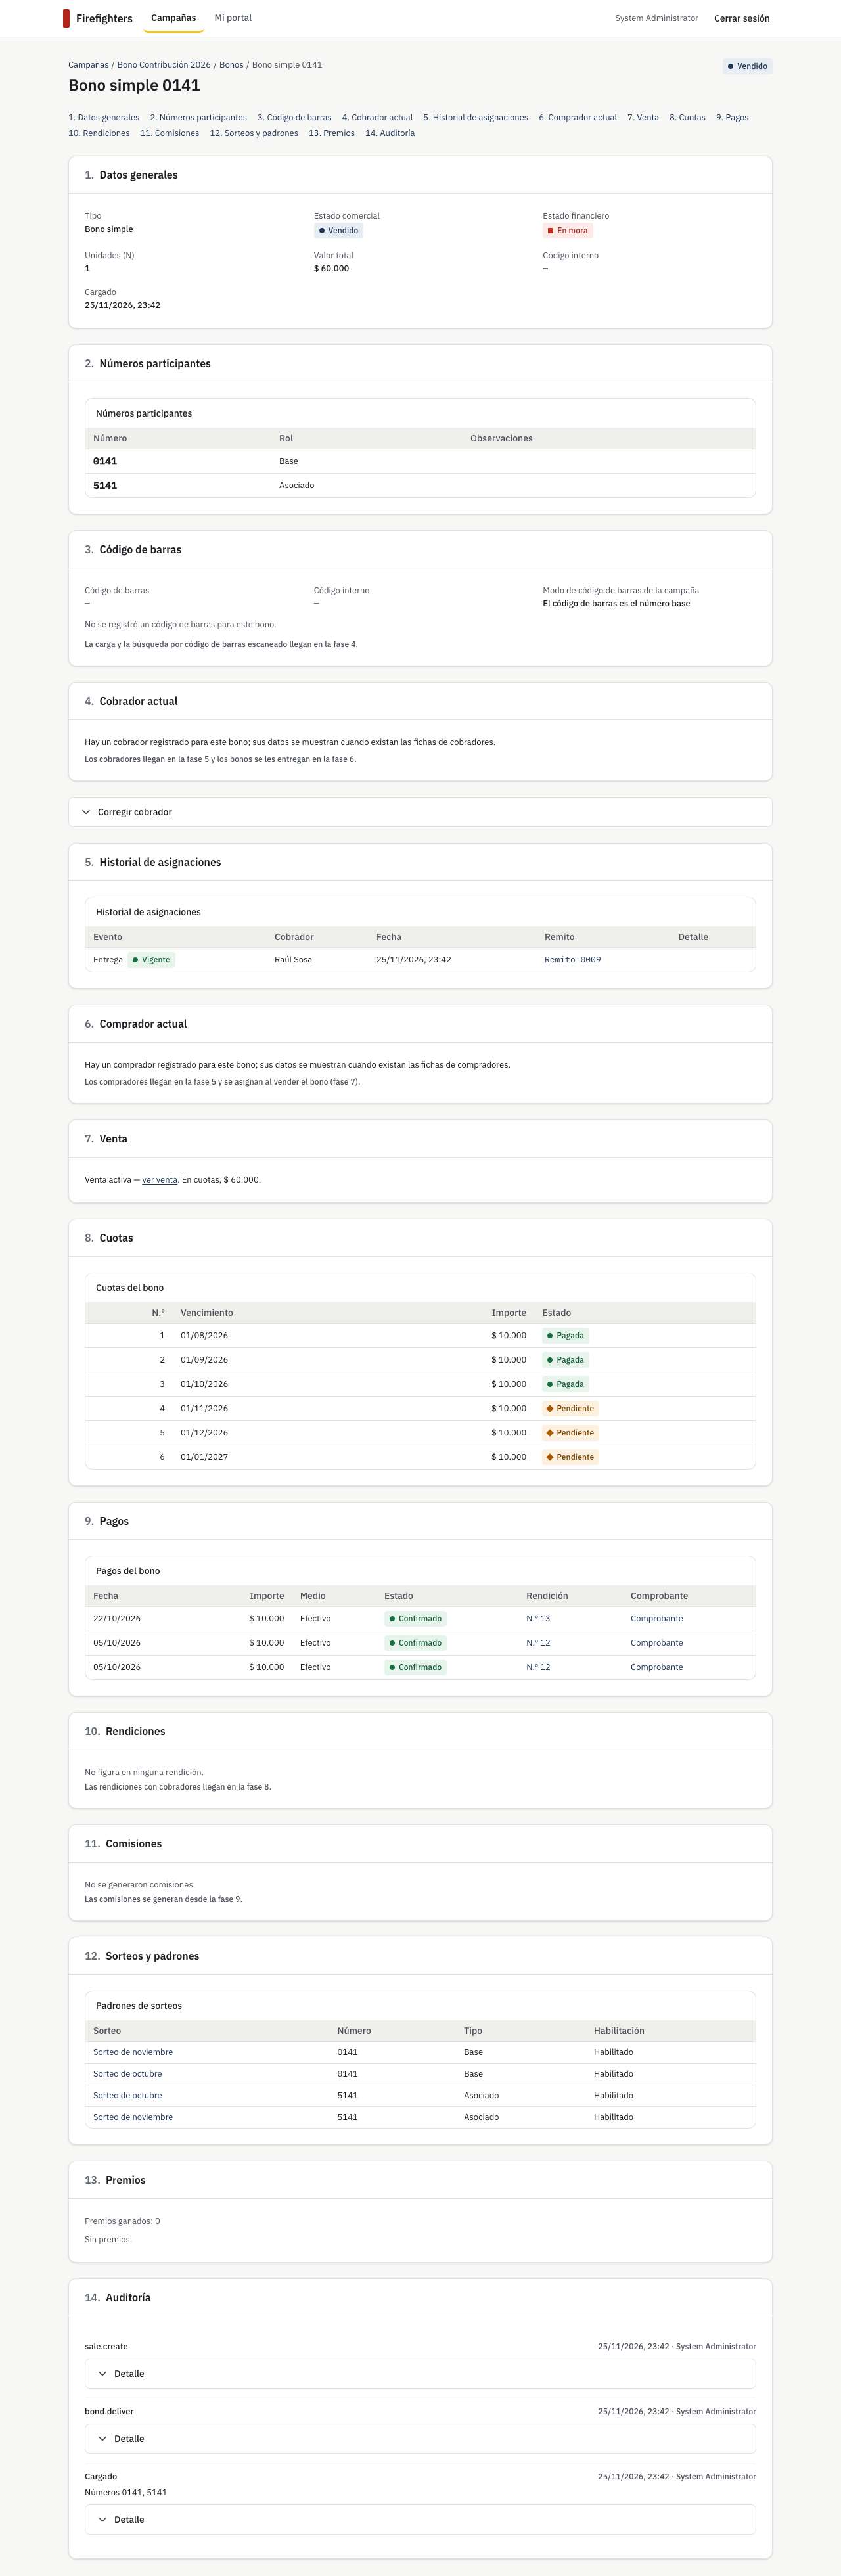 Firefighters Campañas Mi portal System Administrator Cerrar sesión
Campañas / Bono Contribución 2026 / Bonos / Bono simple 0141 Vendido
Bono simple 0141
1. Datos generales 2. Números participantes 3. Código de barras 4. Cobrador actual 5. Historial de asignaciones 6. Comprador actual 7. Venta 8. Cuotas 9. Pagos
10. Rendiciones 11. Comisiones 12. Sorteos y padrones 13. Premios 14. Auditoría
1. Datos generales
Tipo Estado comercial Estado financiero
Bono simple Vendido En mora
Unidades (N) Valor total Código interno
1 $ 60.000 —
Cargado
25/11/2026, 23:42
2. Números participantes
Números participantes
Número Rol Observaciones
0141 Base
5141 Asociado
3. Código de barras
Código de barras Código interno Modo de código de barras de la campaña
— — El código de barras es el número base
No se registró un código de barras para este bono.
La carga y la búsqueda por código de barras escaneado llegan en la fase 4.
4. Cobrador actual
Hay un cobrador registrado para este bono; sus datos se muestran cuando existan las fichas de cobradores.
Los cobradores llegan en la fase 5 y los bonos se les entregan en la fase 6.
Corregir cobrador
5. Historial de asignaciones
Historial de asignaciones
Evento Cobrador Fecha Remito Detalle
Entrega Vigente Raúl Sosa 25/11/2026, 23:42 Remito 0009
6. Comprador actual
Hay un comprador registrado para este bono; sus datos se muestran cuando existan las fichas de compradores.
Los compradores llegan en la fase 5 y se asignan al vender el bono (fase 7).
7. Venta
Venta activa — ver venta. En cuotas, $ 60.000.
8. Cuotas
Cuotas del bono
N.º Vencimiento Importe Estado
1 01/08/2026 $ 10.000 Pagada
2 01/09/2026 $ 10.000 Pagada
3 01/10/2026 $ 10.000 Pagada
4 01/11/2026 $ 10.000 Pendiente
5 01/12/2026 $ 10.000 Pendiente
6 01/01/2027 $ 10.000 Pendiente
9. Pagos
Pagos del bono
Fecha Importe Medio Estado Rendición Comprobante
22/10/2026 $ 10.000 Efectivo Confirmado N.º 13 Comprobante
05/10/2026 $ 10.000 Efectivo Confirmado N.º 12 Comprobante
05/10/2026 $ 10.000 Efectivo Confirmado N.º 12 Comprobante
10. Rendiciones
No figura en ninguna rendición.
Las rendiciones con cobradores llegan en la fase 8.
11. Comisiones
No se generaron comisiones.
Las comisiones se generan desde la fase 9.
12. Sorteos y padrones
Padrones de sorteos
Sorteo Número Tipo Habilitación
Sorteo de noviembre 0141 Base Habilitado
Sorteo de octubre 0141 Base Habilitado
Sorteo de octubre 5141 Asociado Habilitado
Sorteo de noviembre 5141 Asociado Habilitado
13. Premios
Premios ganados: 0
Sin premios.
14. Auditoría
sale.create 25/11/2026, 23:42 · System Administrator
Detalle
bond.deliver 25/11/2026, 23:42 · System Administrator
Detalle
Cargado 25/11/2026, 23:42 · System Administrator
Números 0141, 5141
Detalle